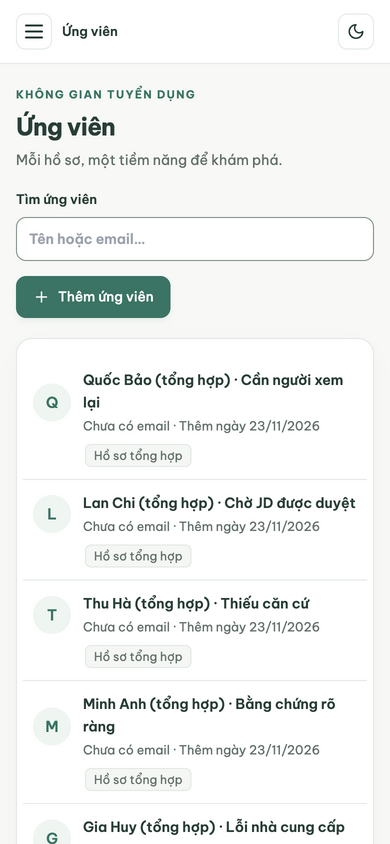 Ứng viên
KHÔNG GIAN TUYỂN DỤNG
Ứng viên
Mỗi hồ sơ, một tiềm năng để khám phá.
Tìm ứng viên
Tên hoặc email...
+ Thêm ứng viên
Q
Quốc Bảo (tổng hợp) · Cần người xem
lại
Chưa có email · Thêm ngày 23/11/2026
Hồ sơ tổng hợp
L
Lan Chi (tổng hợp) · Chờ JD được duyệt
Chưa có email · Thêm ngày 23/11/2026
Hồ sơ tổng hợp
T
Thu Hà (tổng hợp) · Thiếu căn cứ
Chưa có email · Thêm ngày 23/11/2026
Hồ sơ tổng hợp
M
Minh Anh (tổng hợp) · Bằng chứng rõ
ràng
Chưa có email · Thêm ngày 23/11/2026
Hồ sơ tổng hợp
G
Gia Huy (tổng hợp) · Lỗi nhà cung cấp